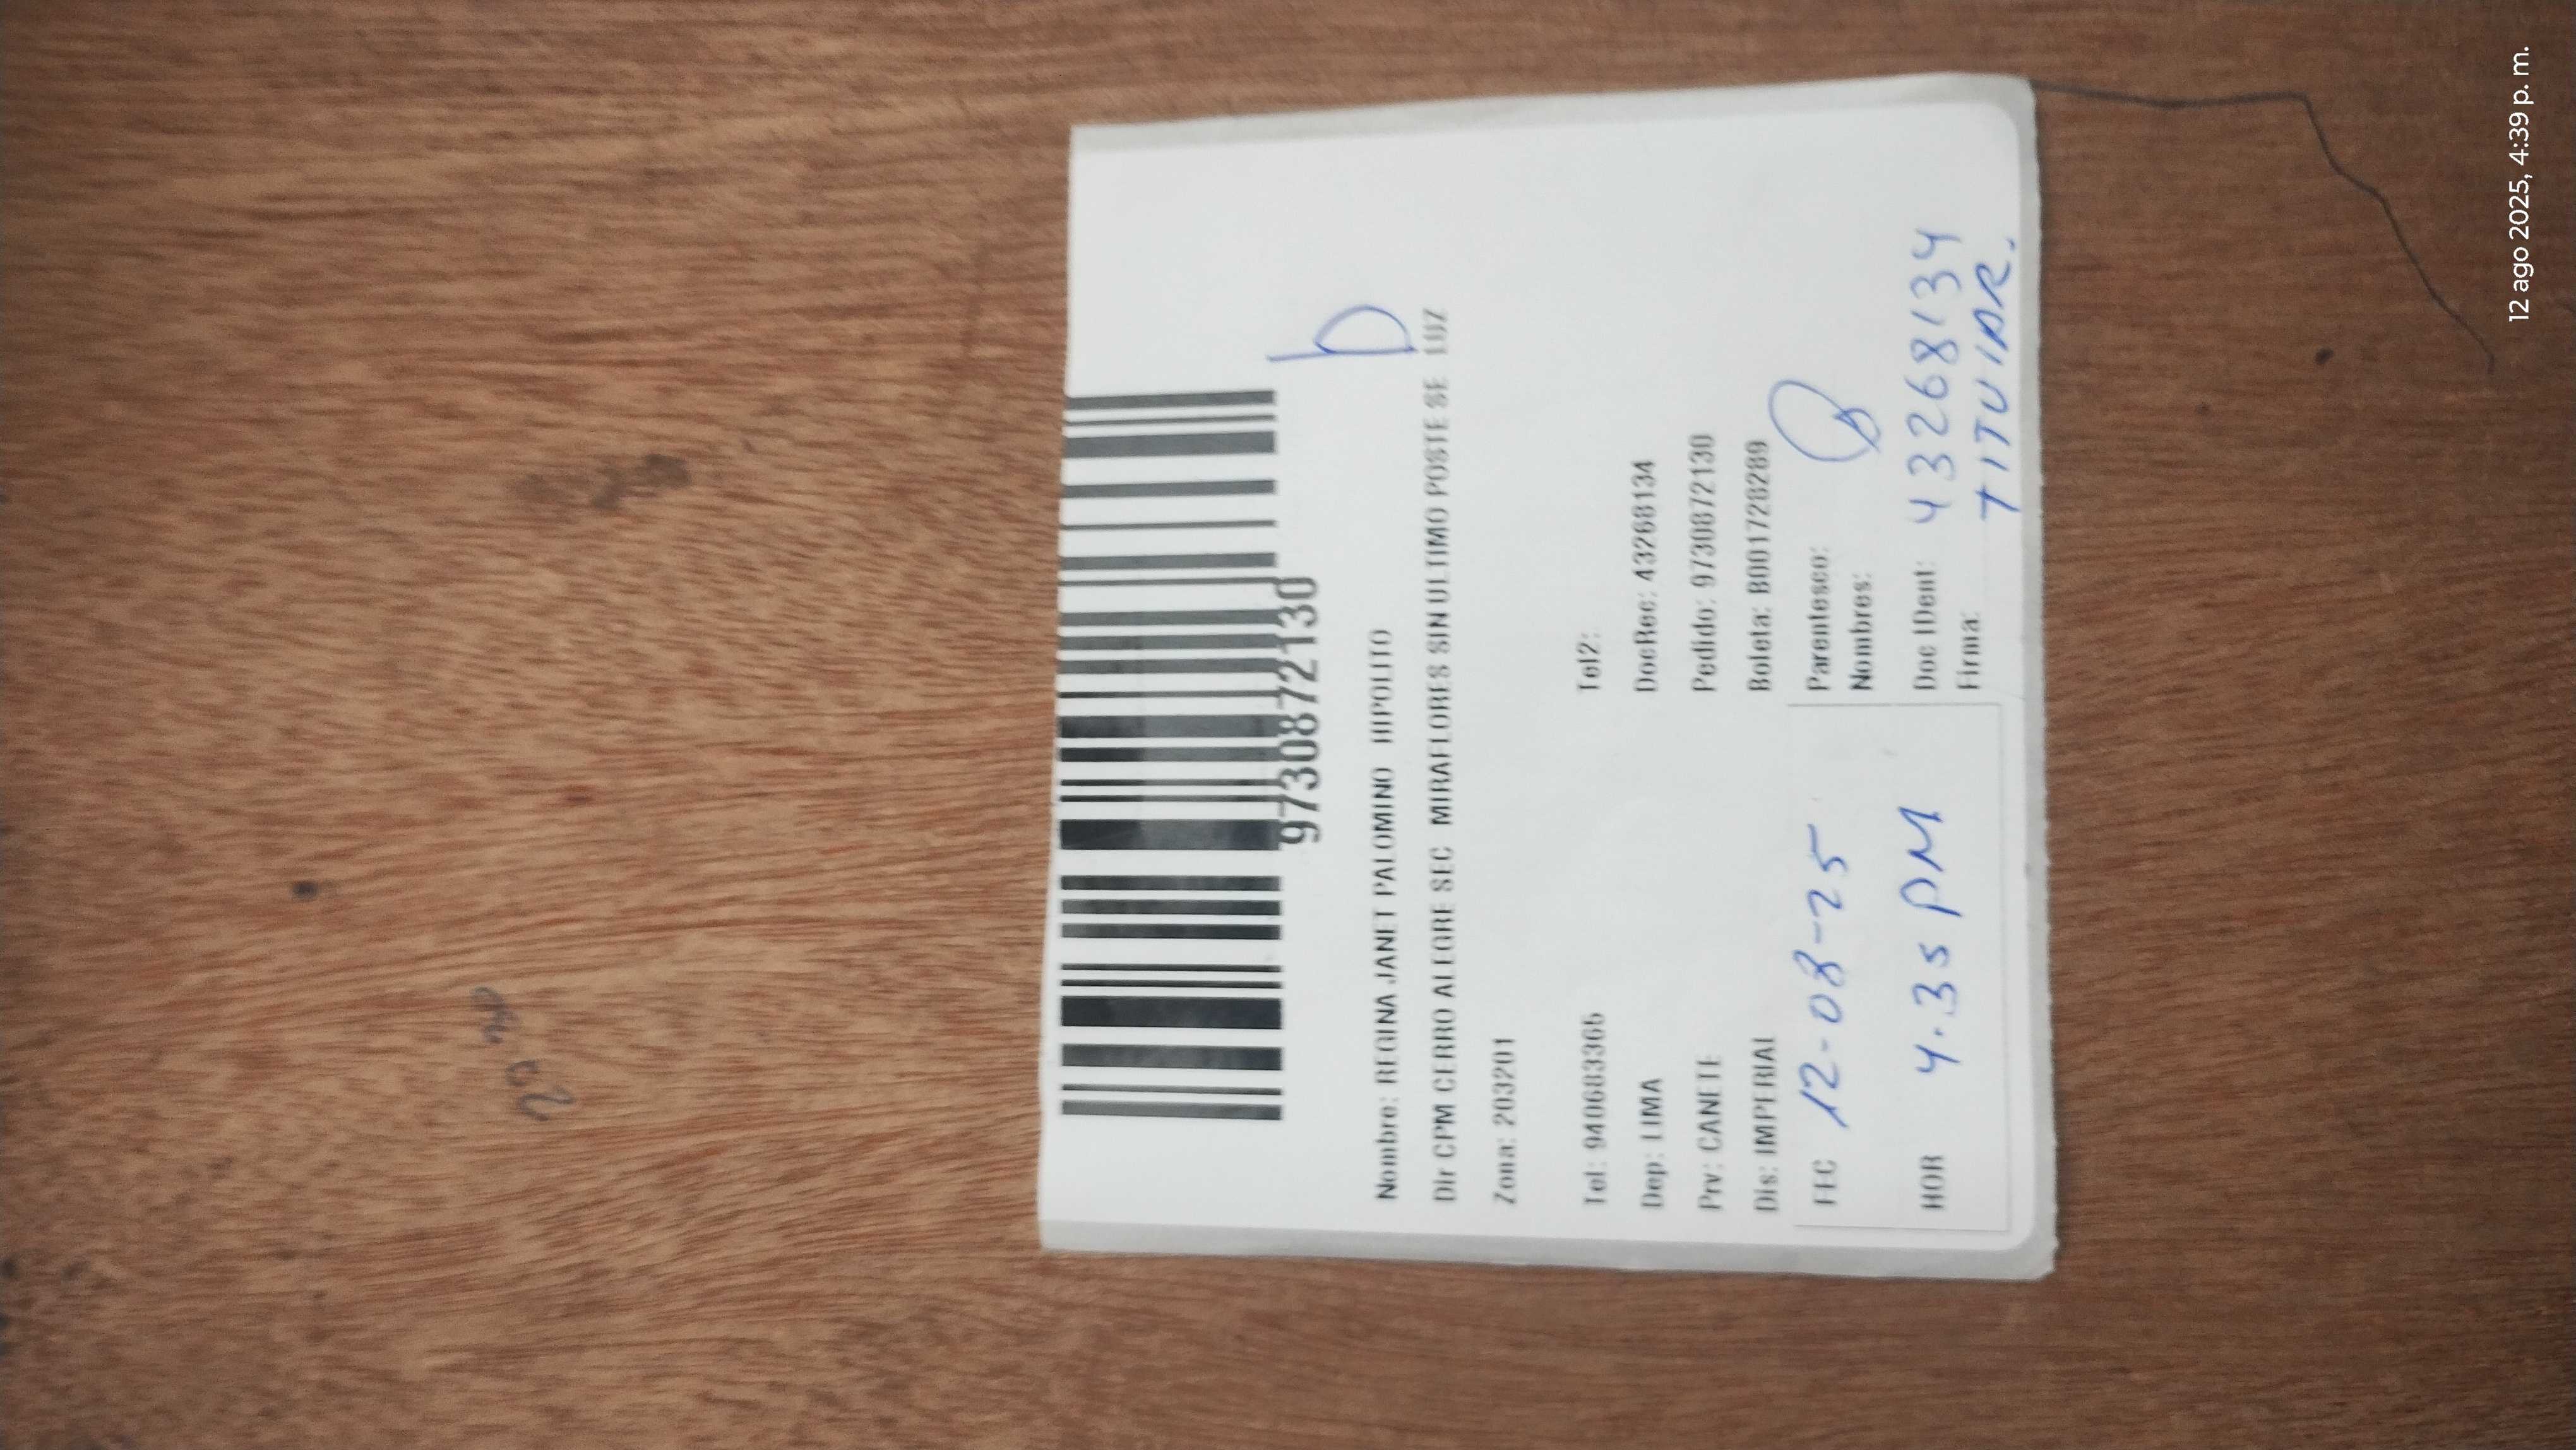 9730872130
Nombre: REGINA JANET PALOMINO HIPOLITO
Dir CPM CERRO ALEGRE SEC MIRAFLORES SIN ULTIMO POSTE SE LUZ
Zona: 203201
Tel: 940683365 Tel2:
Dep: LIMA DocRec: 43268134
Prv: CANETE Pedido: 9730872130
Dis: IMPERIAL Boleta: B001728289
FEC 12-08-25 Parentesco:
Nombres:
HOR 4.35 PM Doc IDent: 43268134
Firma: TITULAR.
12 ago 2025, 4:39 p. m.